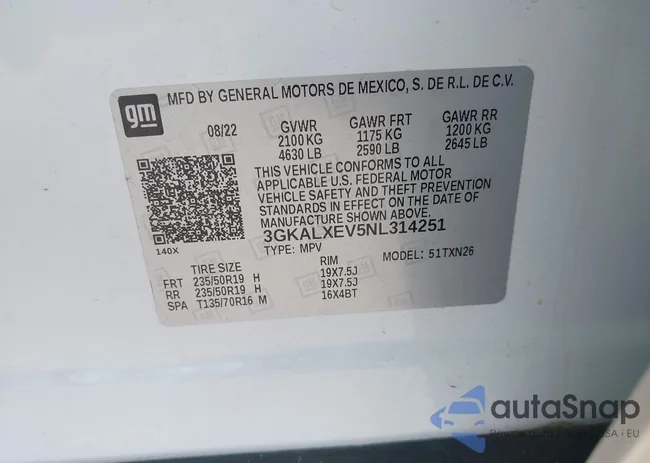 gm
MFD BY GENERAL MOTORS DE MEXICO, S. DE R.L. DE C.V.
08/22 GVWR GAWR FRT GAWR RR
2100 KG 1175 KG 1200 KG
4630 LB 2590 LB 2645 LB
THIS VEHICLE CONFORMS TO ALL
APPLICABLE U.S. FEDERAL MOTOR
VEHICLE SAFETY AND THEFT PREVENTION
STANDARDS IN EFFECT ON THE DATE OF
MANUFACTURE SHOWN ABOVE.
3GKALXEV5NL314251
140X
TYPE: MPV MODEL: 51TXN26
TIRE SIZE RIM
FRT 235/50R19 H 19X7.5J
RR 235/50R19 H 19X7.5J
SPA T135/70R16 M 16X4BT
autaSnap